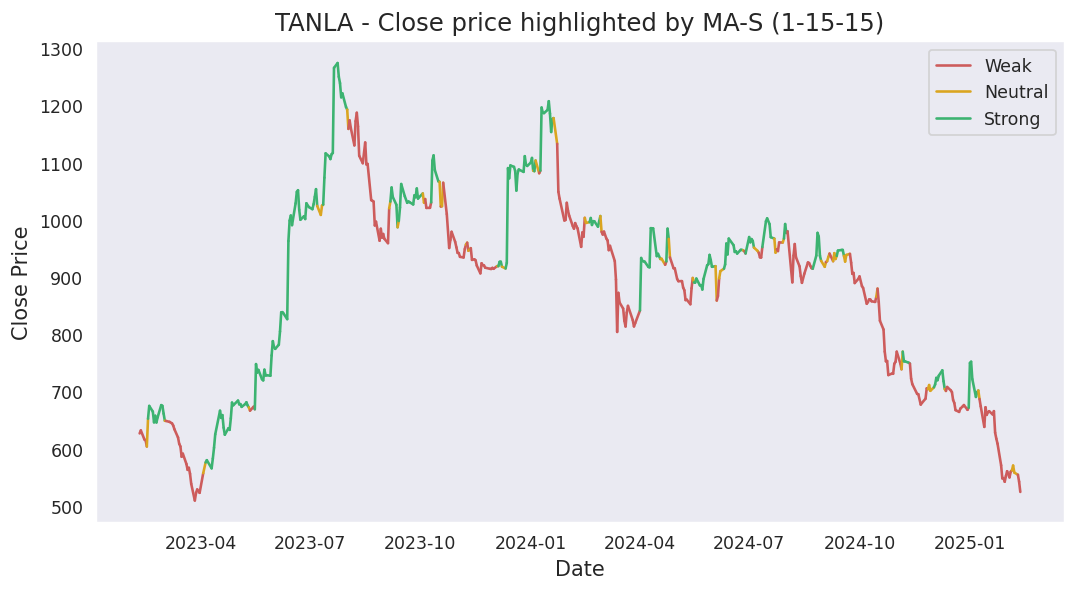 TANLA - Close price highlighted by MA-S (1-15-15)
Close Price
1300
1200
1100
1000
900
800
700
600
500
Weak
Neutral
Strong
2023-04
2023-07
2023-10
2024-01
2024-04
2024-07
2024-10
2025-01
Date